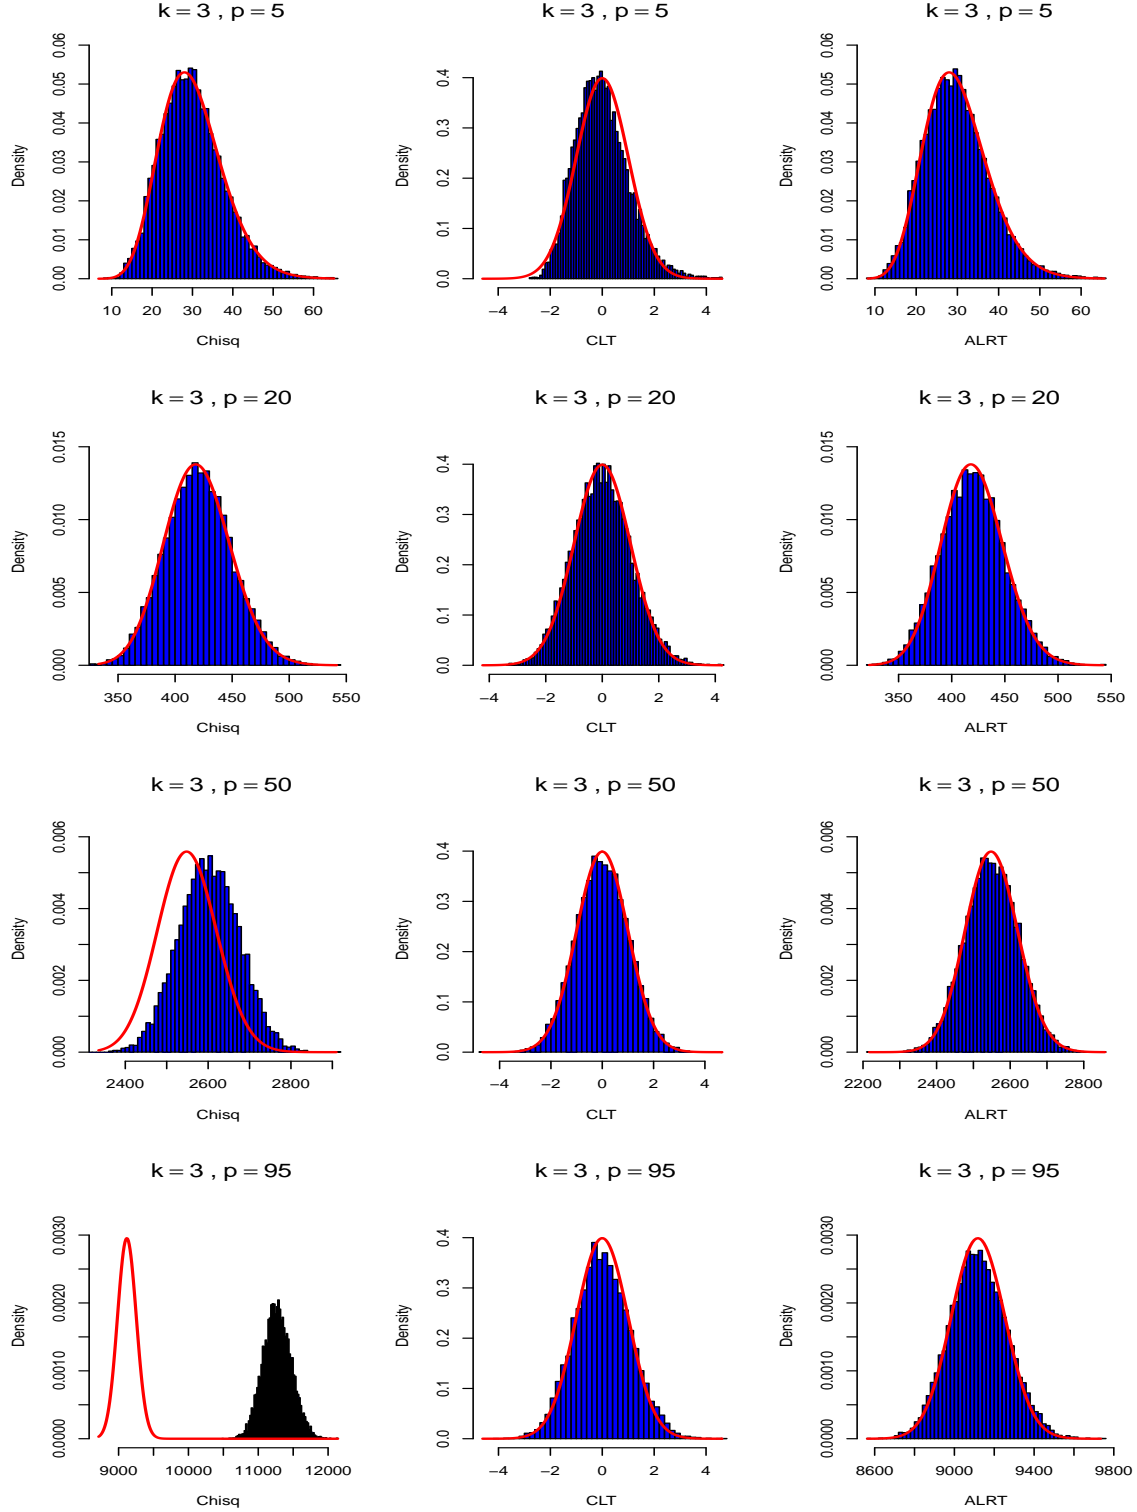 k = 3 , p = 5
Density
0.00 0.01 0.02 0.03 0.04 0.05 0.06
10 20 30 40 50 60
Chisq
k = 3 , p = 5
Density
0.0 0.1 0.2 0.3 0.4
−4 −2 0 2 4
CLT
k = 3 , p = 5
Density
0.00 0.01 0.02 0.03 0.04 0.05 0.06
10 20 30 40 50 60
ALRT
k = 3 , p = 20
Density
0.000 0.005 0.010 0.015
350 400 450 500 550
Chisq
k = 3 , p = 20
Density
0.0 0.1 0.2 0.3 0.4
−4 −2 0 2 4
CLT
k = 3 , p = 20
Density
0.000 0.005 0.010 0.015
350 400 450 500 550
ALRT
k = 3 , p = 50
Density
0.000 0.002 0.004 0.006
2400 2600 2800
Chisq
k = 3 , p = 50
Density
0.0 0.1 0.2 0.3 0.4
−4 −2 0 2 4
CLT
k = 3 , p = 50
Density
0.000 0.002 0.004 0.006
2200 2400 2600 2800
ALRT
k = 3 , p = 95
Density
0.0000 0.0010 0.0020 0.0030
9000 10000 11000 12000
Chisq
k = 3 , p = 95
Density
0.0 0.1 0.2 0.3 0.4
−4 −2 0 2 4
CLT
k = 3 , p = 95
Density
0.0000 0.0010 0.0020 0.0030
8600 9000 9400 9800
ALRT